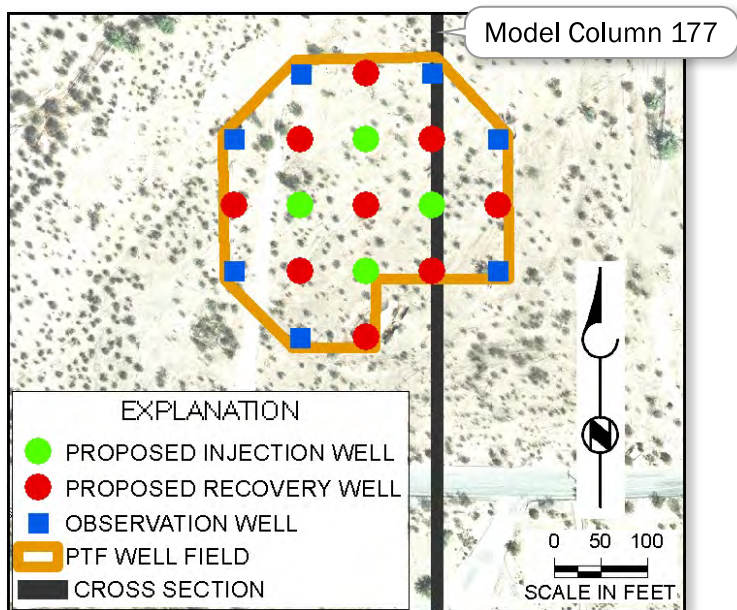 Model Column 177
EXPLANATION
PROPOSED INJECTION WELL
PROPOSED RECOVERY WELL
OBSERVATION WELL
PTF WELL FIELD
CROSS SECTION
N
0 50 100
SCALE IN FEET